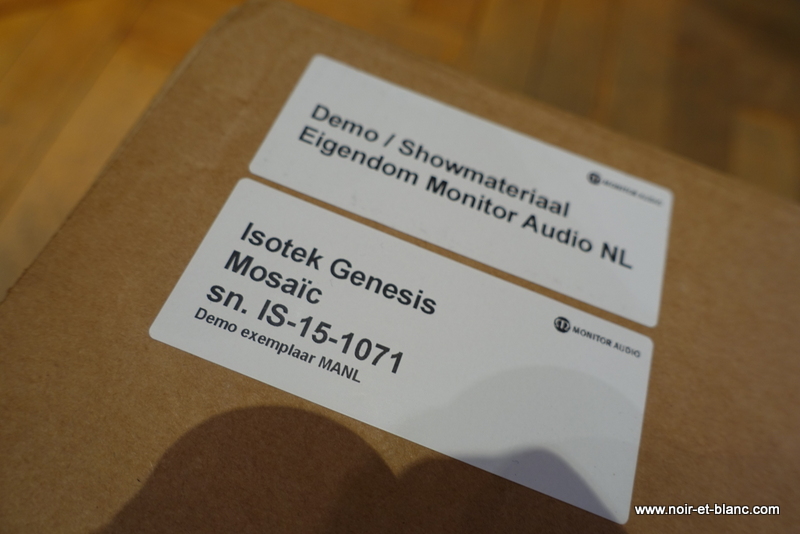 Demo / Showmateriaal
Eigendom Monitor Audio NL
MONITOR AUDIO
Isotek Genesis
Mosaïc
sn. IS-15-1071
Demo exemplaar MANL
MONITOR AUDIO
www.noir-et-blanc.com